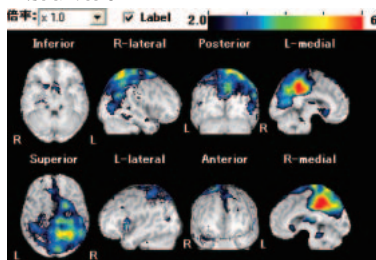 倍率: x 1.0 Label 2.0 6
Inferior R-lateral Posterior L-medial
R L L R
Superior L-lateral Anterior R-medial
L R R L